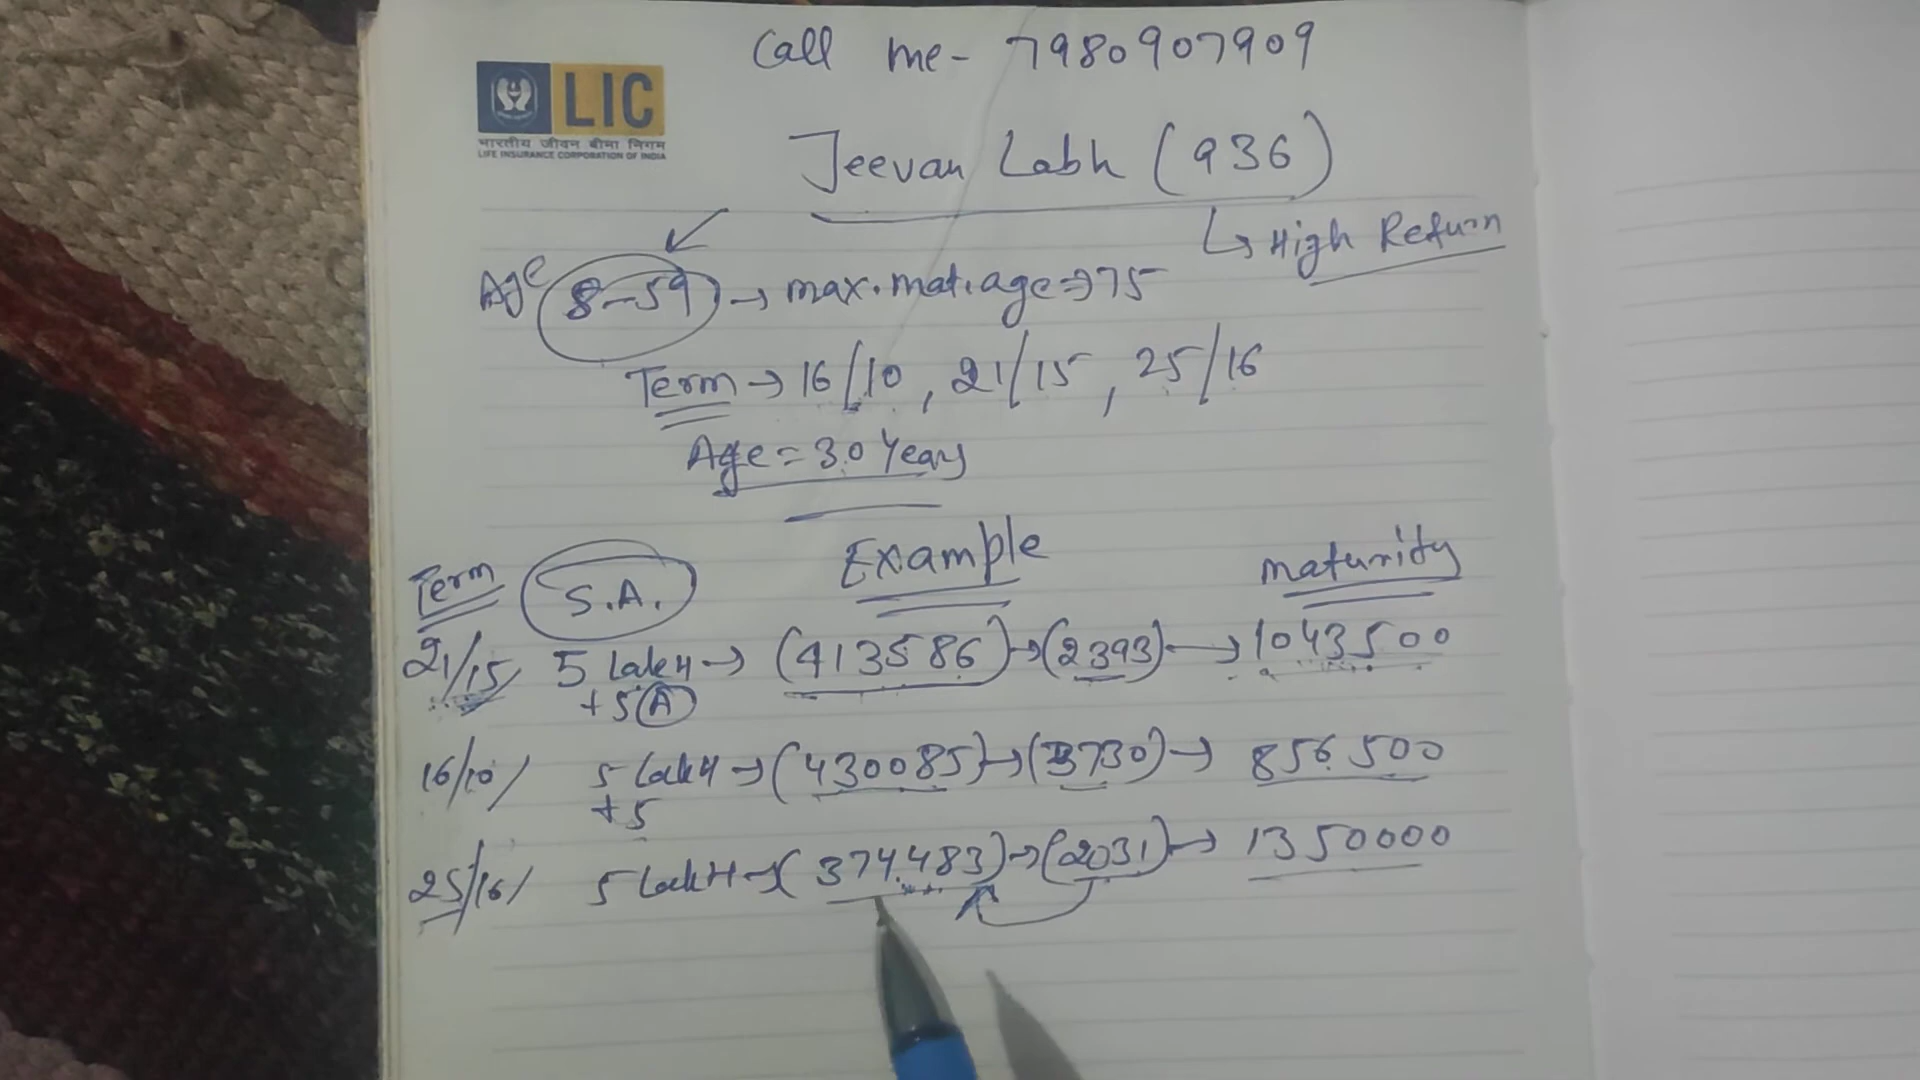 Call me - 7980907909
LIC
भारतीय जीवन बीमा निगम
LIFE INSURANCE CORPORATION OF INDIA
Jeevan Labh (936)
↳ High Return
Age 8-59 → max.mat.age⇒75
Term → 16/10, 21/15, 25/16
Age = 30 Years
Example
Term S.A. maturity
21/15 5 lakh → (413586) → (2393) → 1043500
+5 A
16/10/ 5 lakh → (430085) → (3730) → 856500
+5
25/16/ 5 lakh → (374483) → (2031) → 1350000